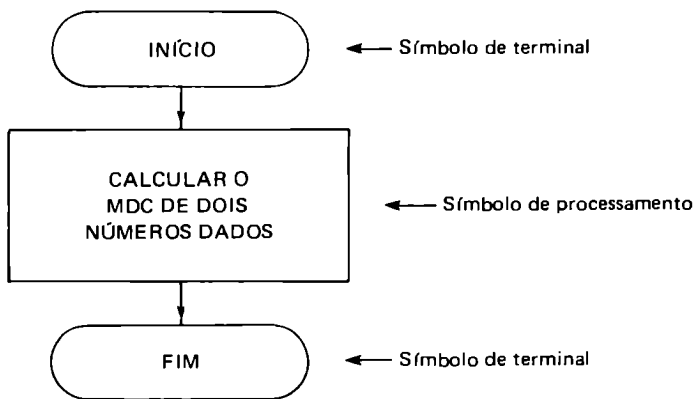 INÍCIO
Símbolo de terminal
CALCULAR O
MDC DE DOIS
NÚMEROS DADOS
Símbolo de processamento
FIM
Símbolo de terminal